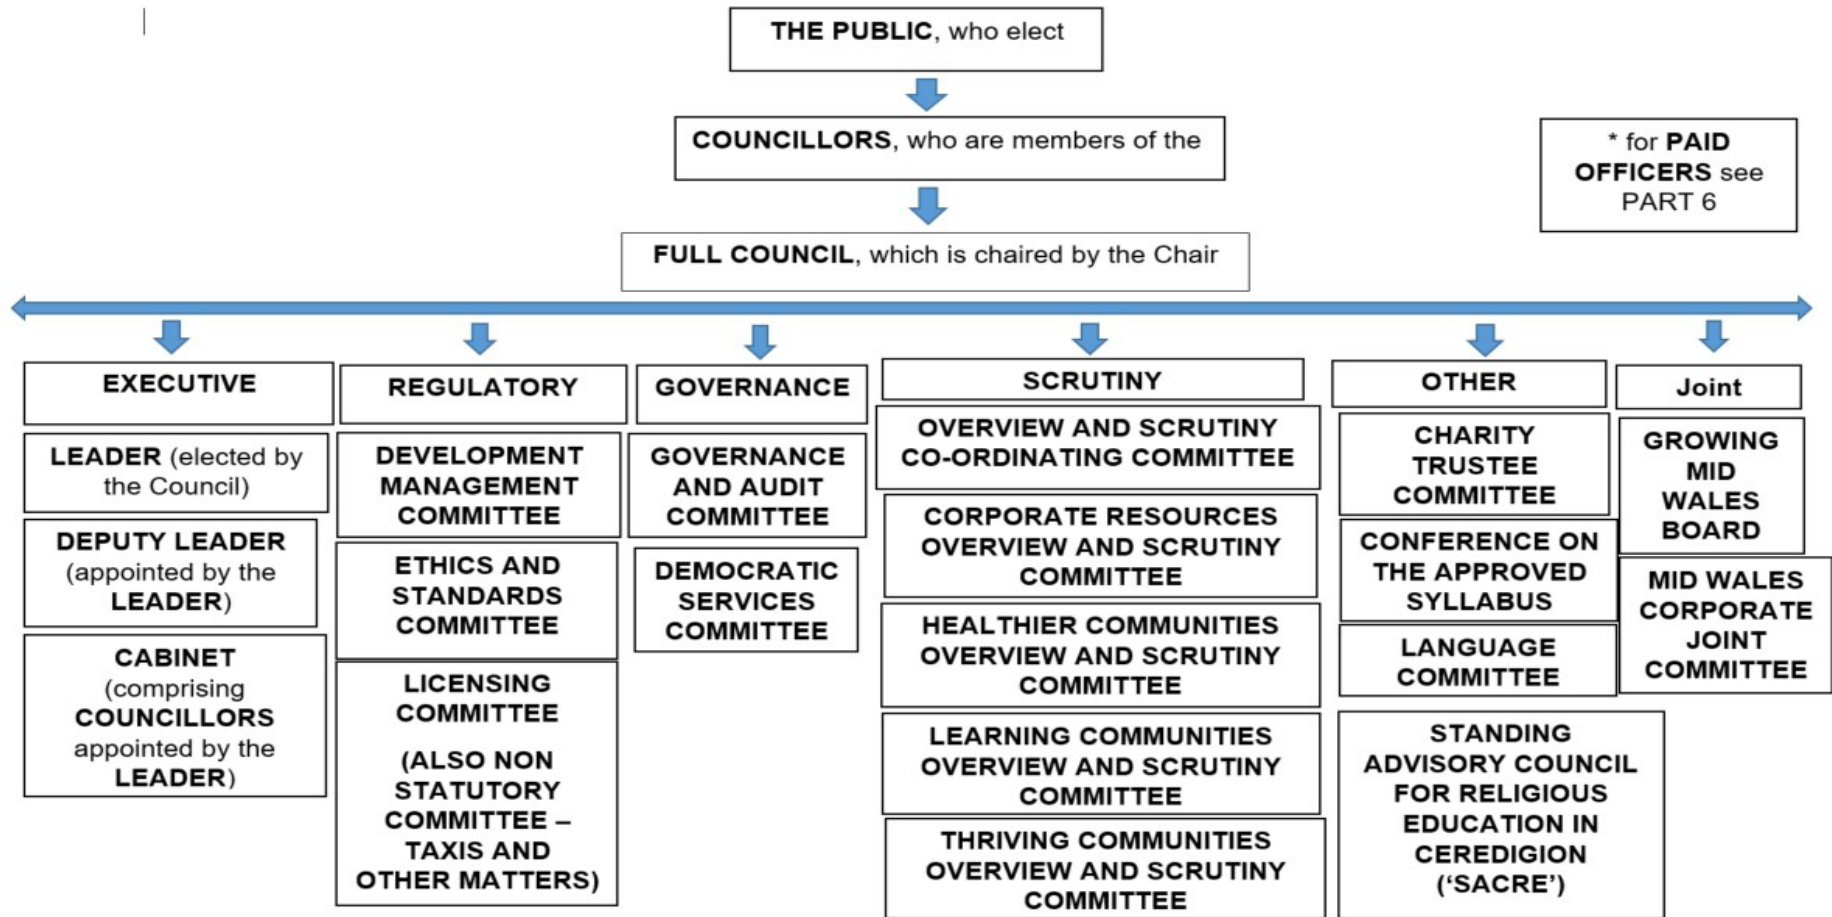 THE PUBLIC, who elect
COUNCILLORS, who are members of the
* for PAID
OFFICERS see
PART 6
FULL COUNCIL, which is chaired by the Chair
EXECUTIVE
LEADER (elected by
the Council)
DEPUTY LEADER
(appointed by the
LEADER)
CABINET
(comprising
COUNCILLORS
appointed by the
LEADER)
REGULATORY
DEVELOPMENT
MANAGEMENT
COMMITTEE
ETHICS AND
STANDARDS
COMMITTEE
LICENSING
COMMITTEE
(ALSO NON
STATUTORY
COMMITTEE –
TAXIS AND
OTHER MATTERS)
GOVERNANCE
GOVERNANCE
AND AUDIT
COMMITTEE
DEMOCRATIC
SERVICES
COMMITTEE
SCRUTINY
OVERVIEW AND SCRUTINY
CO-ORDINATING COMMITTEE
CORPORATE RESOURCES
OVERVIEW AND SCRUTINY
COMMITTEE
HEALTHIER COMMUNITIES
OVERVIEW AND SCRUTINY
COMMITTEE
LEARNING COMMUNITIES
OVERVIEW AND SCRUTINY
COMMITTEE
THRIVING COMMUNITIES
OVERVIEW AND SCRUTINY
COMMITTEE
OTHER
CHARITY
TRUSTEE
COMMITTEE
CONFERENCE ON
THE APPROVED
SYLLABUS
LANGUAGE
COMMITTEE
STANDING
ADVISORY COUNCIL
FOR RELIGIOUS
EDUCATION IN
CEREDIGION
(‘SACRE’)
Joint
GROWING
MID
WALES
BOARD
MID WALES
CORPORATE
JOINT
COMMITTEE